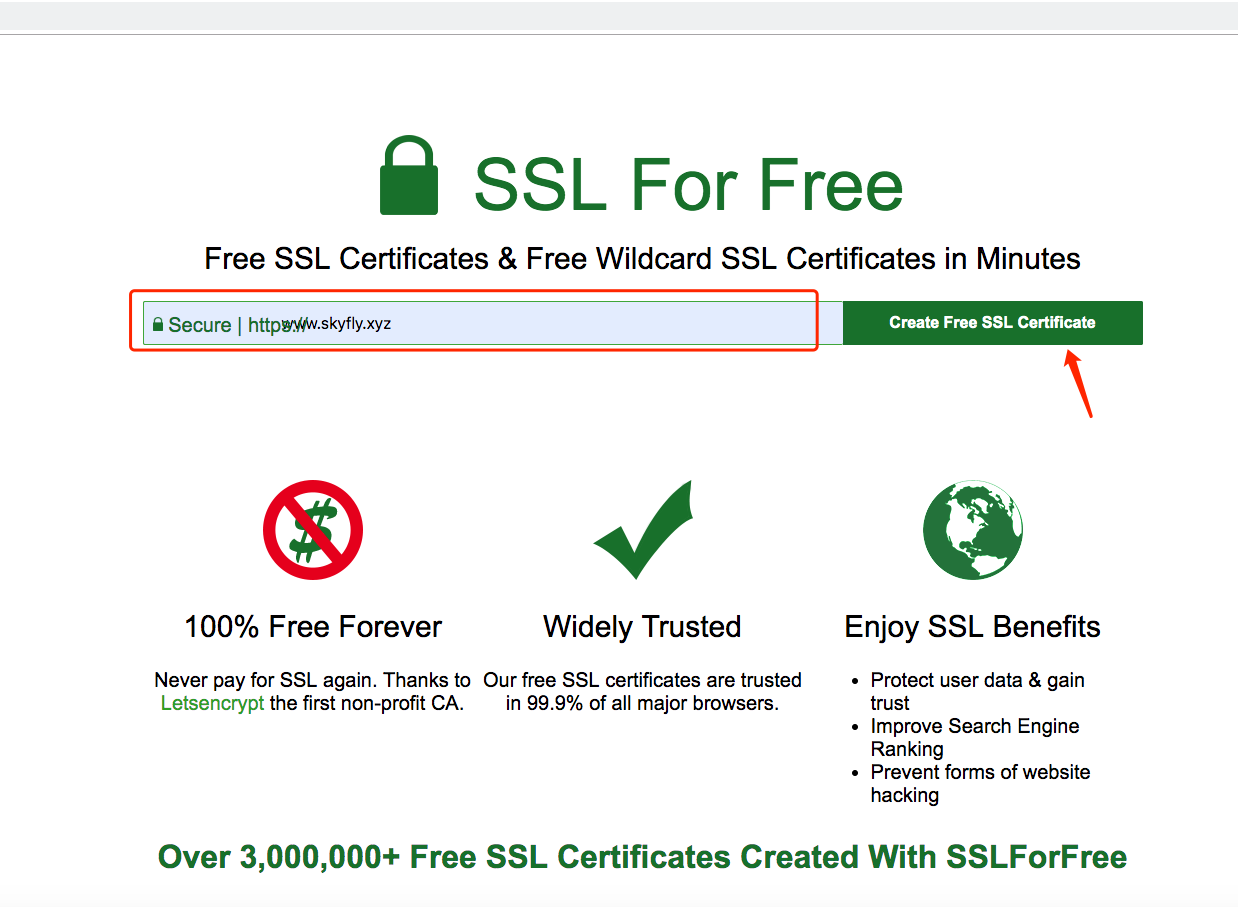 SSL For Free
Free SSL Certificates & Free Wildcard SSL Certificates in Minutes
Secure | https://www.skyfly.xyz
Create Free SSL Certificate
100% Free Forever
Never pay for SSL again. Thanks to
Letsencrypt the first non-profit CA.
Widely Trusted
Our free SSL certificates are trusted
in 99.9% of all major browsers.
Enjoy SSL Benefits
• Protect user data & gain
trust
• Improve Search Engine
Ranking
• Prevent forms of website
hacking
Over 3,000,000+ Free SSL Certificates Created With SSLForFree